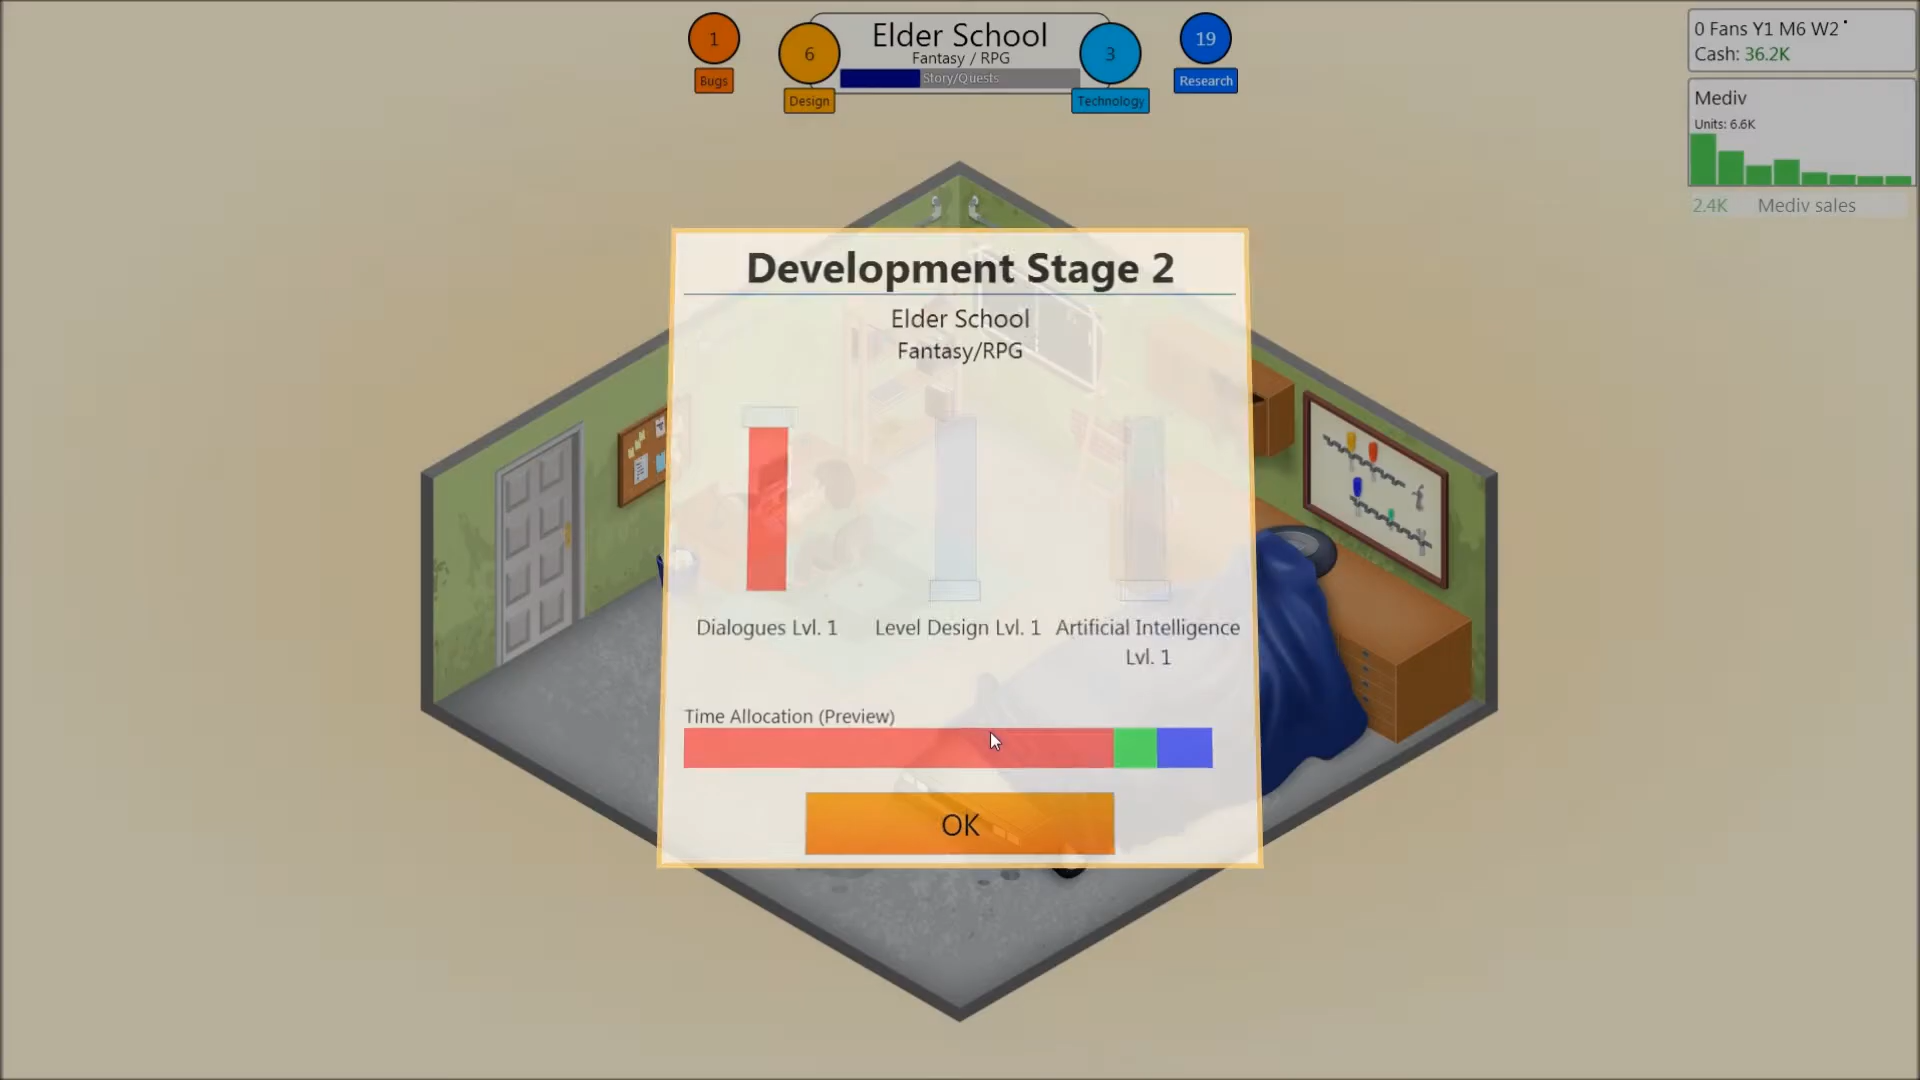 1
Bugs
6
Design
Elder School
Fantasy / RPG
Story/Quests
3
Technology
19
Research
0 Fans Y1 M6 W2
Cash: 36.2K
Mediv
Units: 6.6K
2.4K Mediv sales
Development Stage 2
Elder School
Fantasy/RPG
Dialogues Lvl. 1
Level Design Lvl. 1
Artificial Intelligence
Lvl. 1
Time Allocation (Preview)
OK